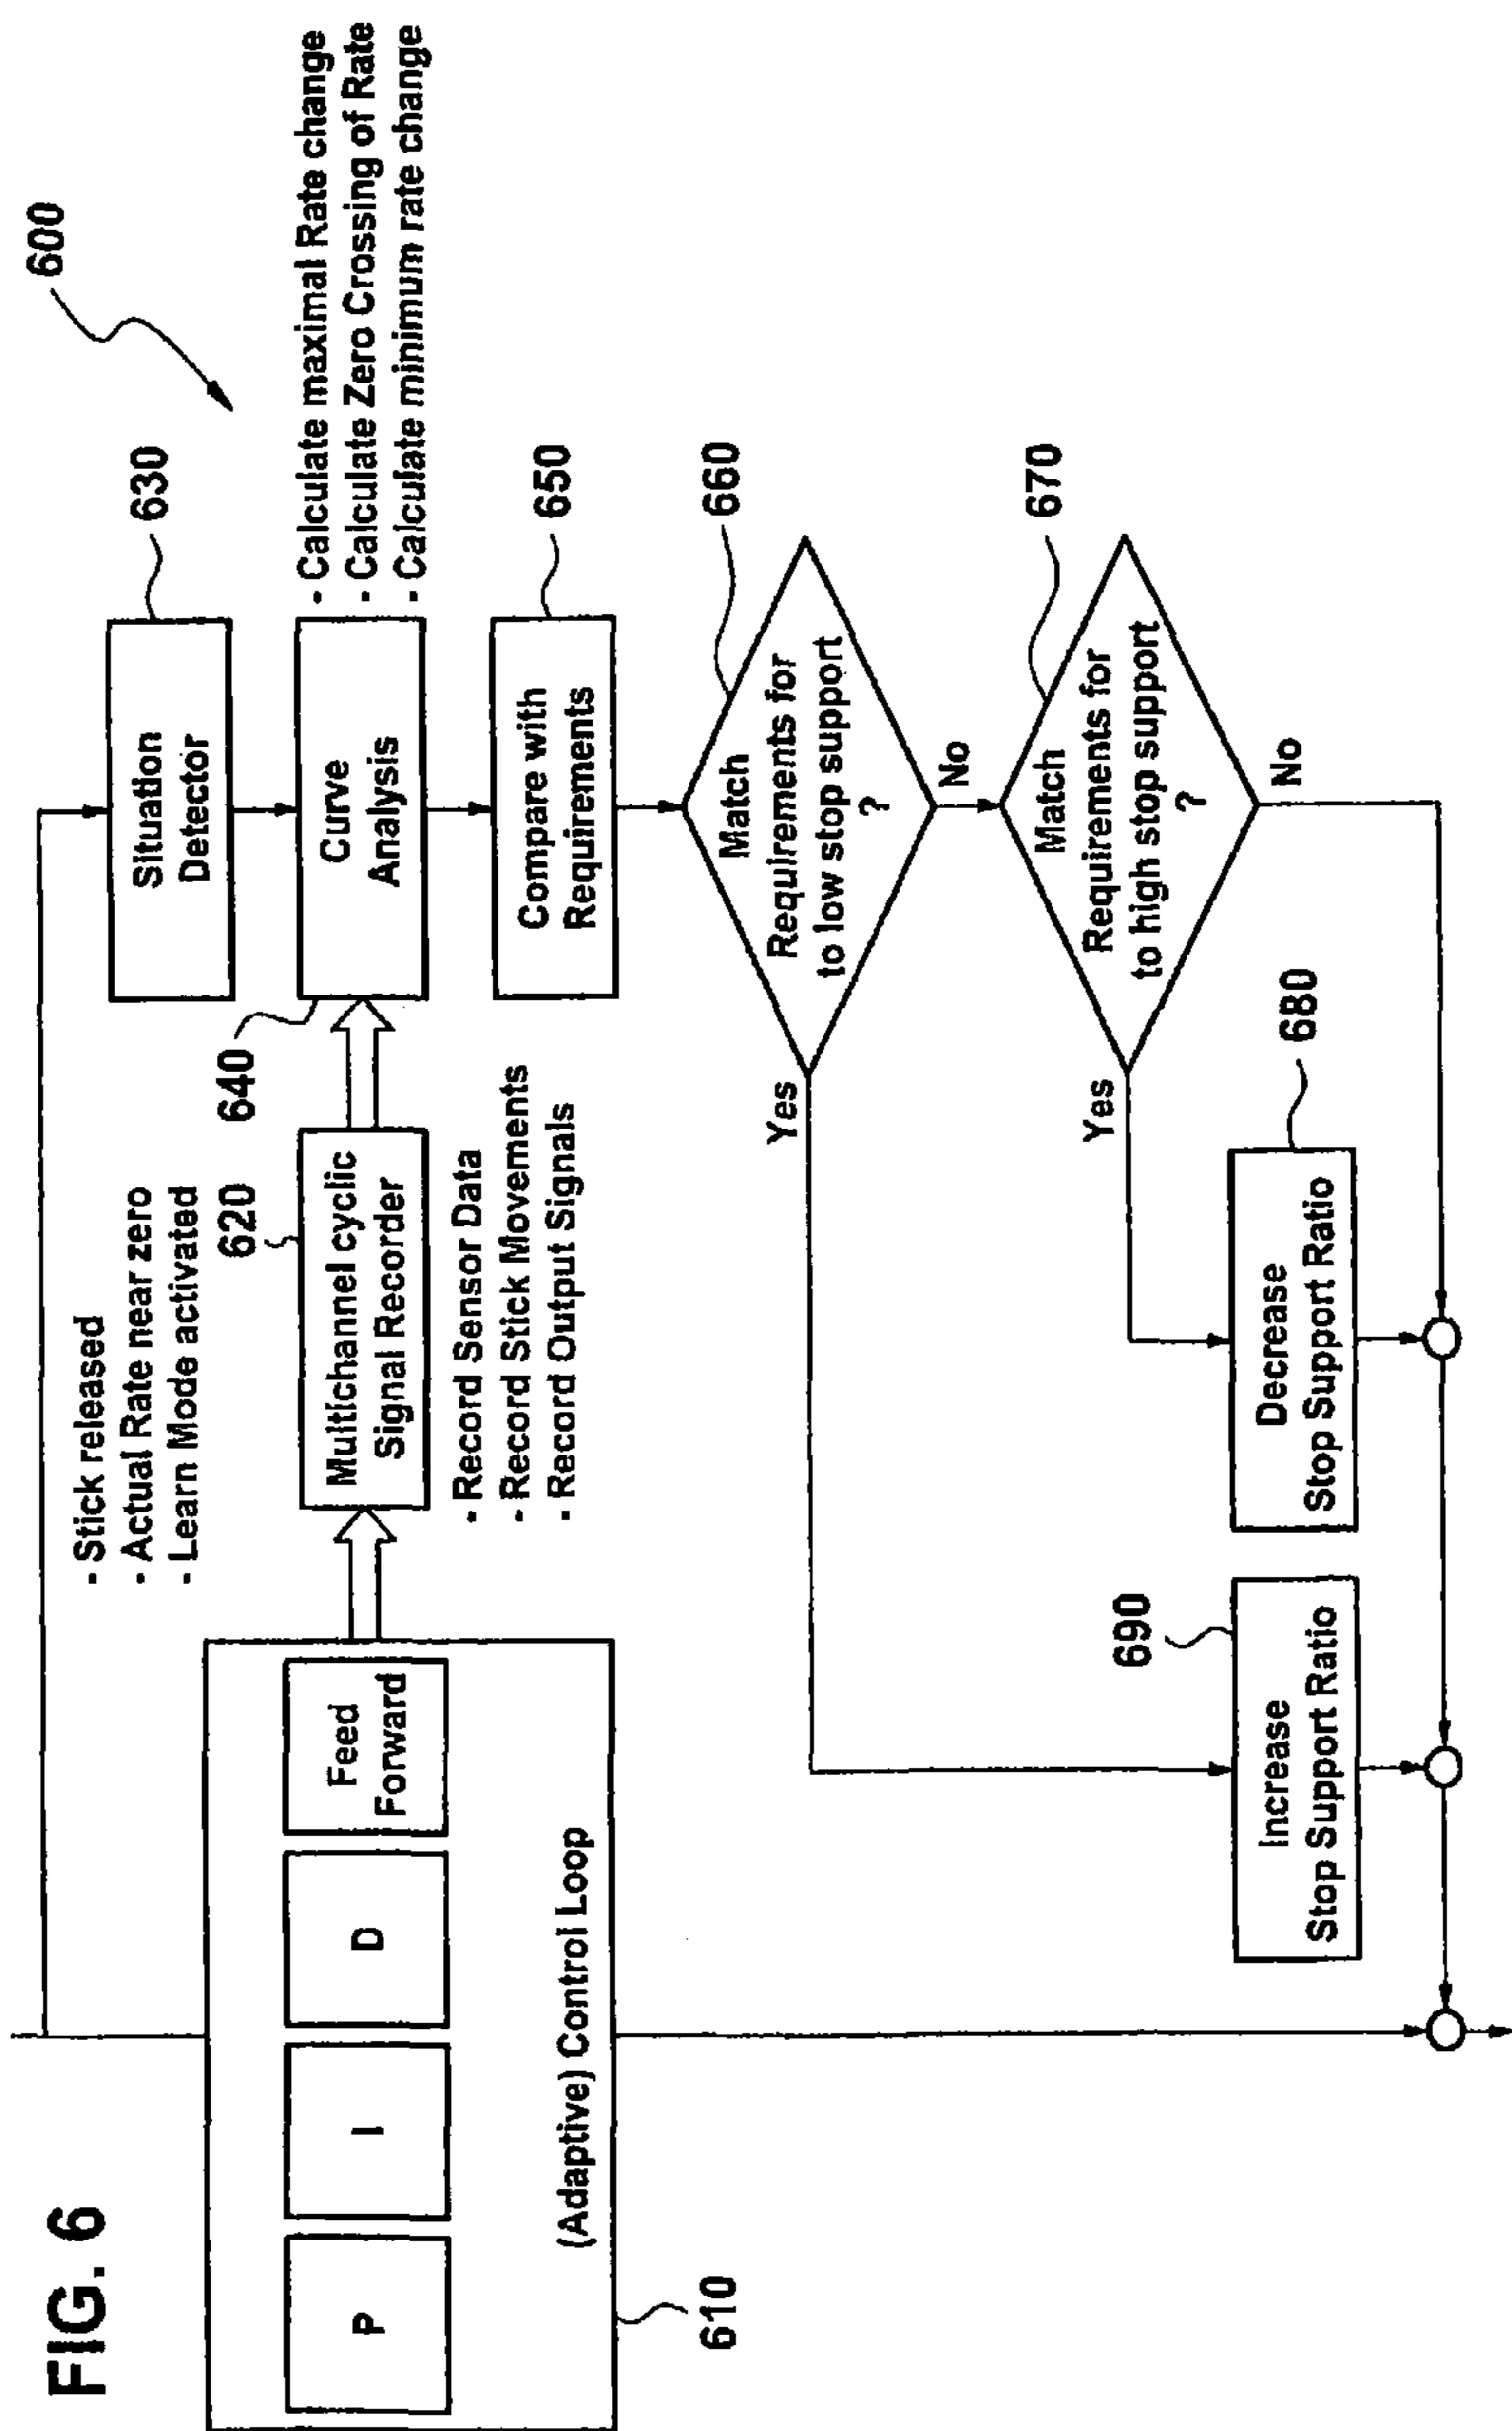 FIG. 6
600
- Stick released
- Actual Rate near zero
- Learn Mode activated
Situation
Detector
630
P
I
D
Feed
Forward
(Adaptive) Control Loop
610
620
Multichannel cyclic
Signal Recorder
- Record Sensor Data
- Record Stick Movements
- Record Output Signals
640
Curve
Analysis
- Calculate maximal Rate change
- Calculate Zero Crossing of Rate
- Calculate minimum rate change
Compare with
Requirements
650
Match
Requirements for
to low stop support
?
660
Yes
No
Match
Requirements for
to high stop support
?
670
Yes
No
690
Increase
Stop Support Ratio
Decrease
Stop Support Ratio
680